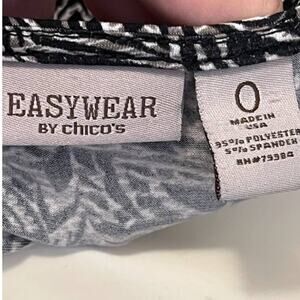 EASYWEAR
BY chico's
0
MADE IN
USA
95% POLYESTER
5% SPANDEX
RN#79984